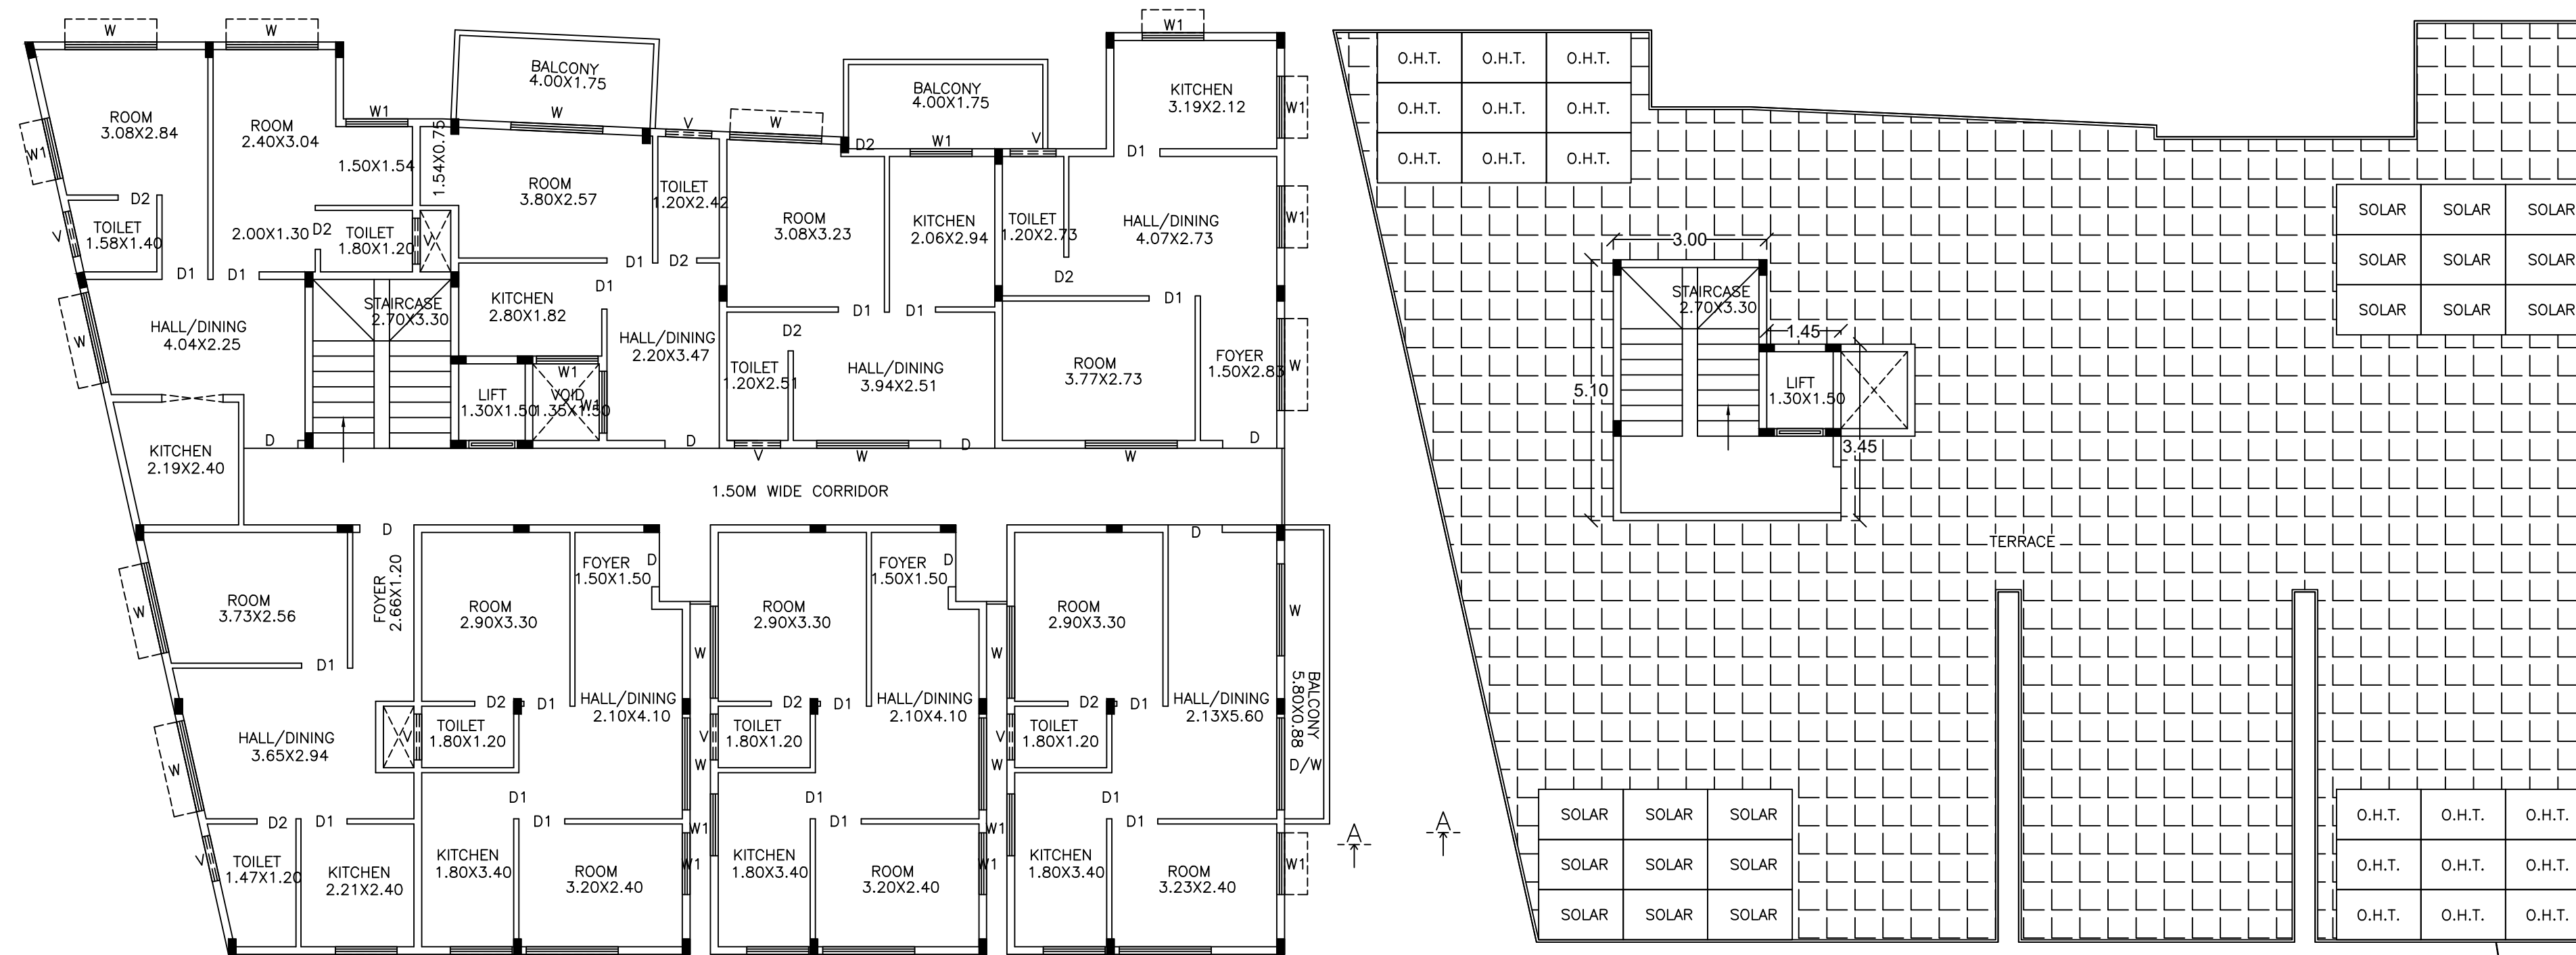 W
W
W1
ROOM
3.08X2.84
ROOM
2.40X3.04
W1
1.50X1.54
1.54X0.75
W1
D2
TOILET
1.58X1.40
V
D1
2.00X1.30
D2
TOILET
1.80X1.20
V
D1
BALCONY
4.00X1.75
W
ROOM
3.80X2.57
V
TOILET
1.20X2.42
D1
D2
W
D2
ROOM
3.08X3.23
BALCONY
4.00X1.75
W1
V
KITCHEN
2.06X2.94
TOILET
1.20X2.73
D2
KITCHEN
3.19X2.12
W1
D1
HALL/DINING
4.07X2.73
W1
HALL/DINING
4.04X2.25
W
STAIRCASE
2.70X3.30
KITCHEN
2.80X1.82
D1
HALL/DINING
2.20X3.47
W1
LIFT
1.30X1.50
VOID
1.35X1.50
W1
D1
D1
D2
TOILET
1.20X2.51
HALL/DINING
3.94X2.51
D1
ROOM
3.77X2.73
FOYER
1.50X2.83
W
KITCHEN
2.19X2.40
D
D
V
W
D
W
D
1.50M WIDE CORRIDOR
D
ROOM
3.73X2.56
W
FOYER
2.66X1.20
D1
ROOM
2.90X3.30
FOYER
1.50X1.50
D
W
ROOM
2.90X3.30
FOYER
1.50X1.50
D
W
ROOM
2.90X3.30
D
W
HALL/DINING
3.65X2.94
W
V
D2
D1
TOILET
1.80X1.20
HALL/DINING
2.10X4.10
V
W
D2
D1
TOILET
1.80X1.20
HALL/DINING
2.10X4.10
V
W
D2
D1
TOILET
1.80X1.20
HALL/DINING
2.13X5.60
BALCONY
5.80X0.88
D/W
D2
D1
V
TOILET
1.47X1.20
KITCHEN
2.21X2.40
D1
D1
KITCHEN
1.80X3.40
ROOM
3.20X2.40
W1
W1
D1
D1
KITCHEN
1.80X3.40
ROOM
3.20X2.40
W1
W1
D1
D1
KITCHEN
1.80X3.40
ROOM
3.23X2.40
W1
A
A
O.H.T. O.H.T. O.H.T.
O.H.T. O.H.T. O.H.T.
O.H.T. O.H.T. O.H.T.
SOLAR SOLAR SOLAR
SOLAR SOLAR SOLAR
SOLAR SOLAR SOLAR
3.00
STAIRCASE
2.70X3.30
1.45
5.10
LIFT
1.30X1.50
3.45
TERRACE
SOLAR SOLAR SOLAR
SOLAR SOLAR SOLAR
SOLAR SOLAR SOLAR
O.H.T. O.H.T. O.H.T.
O.H.T. O.H.T. O.H.T.
O.H.T. O.H.T. O.H.T.